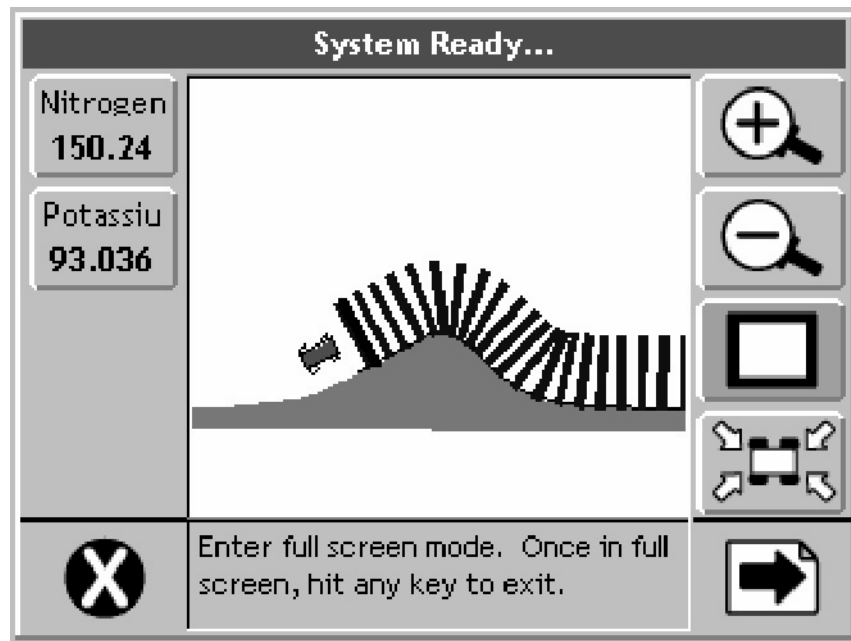 System Ready...
Nitrogen
150.24
Potassiu
93.036
Enter full screen mode.  Once in full
screen, hit any key to exit.
X